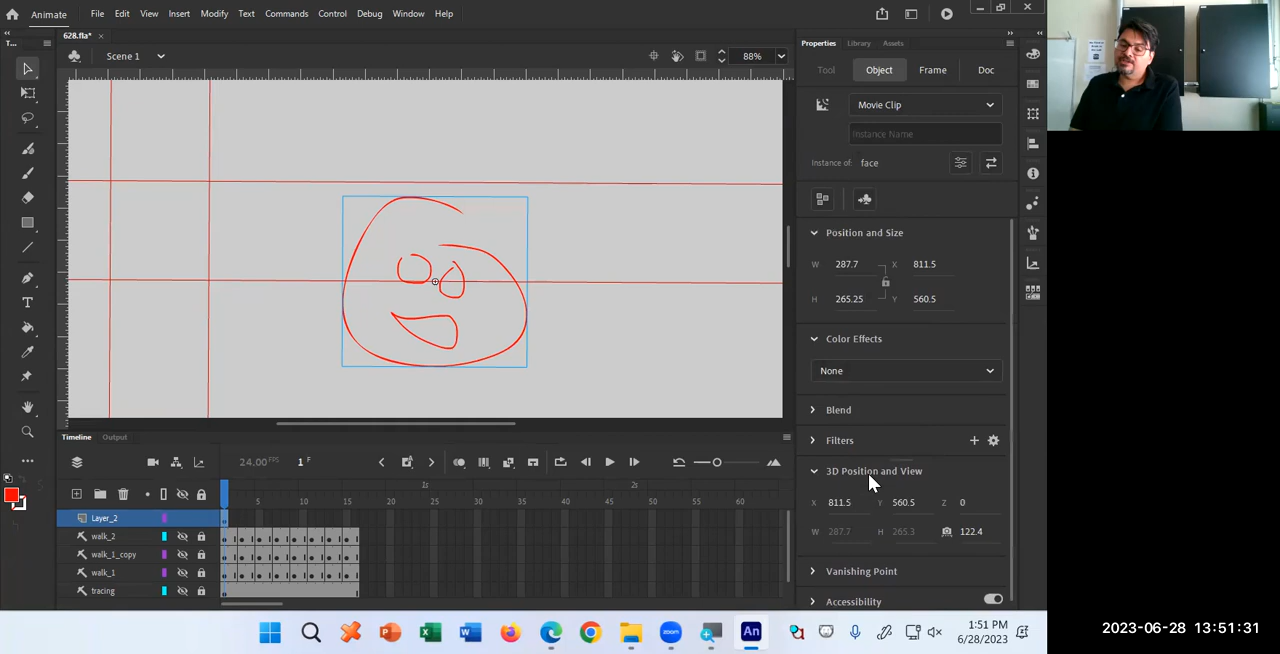 Animate File Edit View Insert Modify Text Commands Control Debug Window Help
628.fla* ×
T...
Scene 1 88%
Properties Library Assets
Tool Object Frame Doc
Movie Clip
Instance Name
Instance of: face
Position and Size
W 287.7 X 811.5
H 265.25 Y 560.5
Color Effects
None
Blend
Filters
3D Position and View
X 811.5 Y 560.5 Z 0
W 287.7 H 265.3 122.4
Vanishing Point
Accessibility
Timeline Output
24.00 FPS 1 F
1s 2s
5 10 15 20 25 30 35 40 45 50 55 60
Layer_2
walk_2
walk_1_copy
walk_1
tracing
zoom An
1:51 PM
6/28/2023
2023-06-28 13:51:31